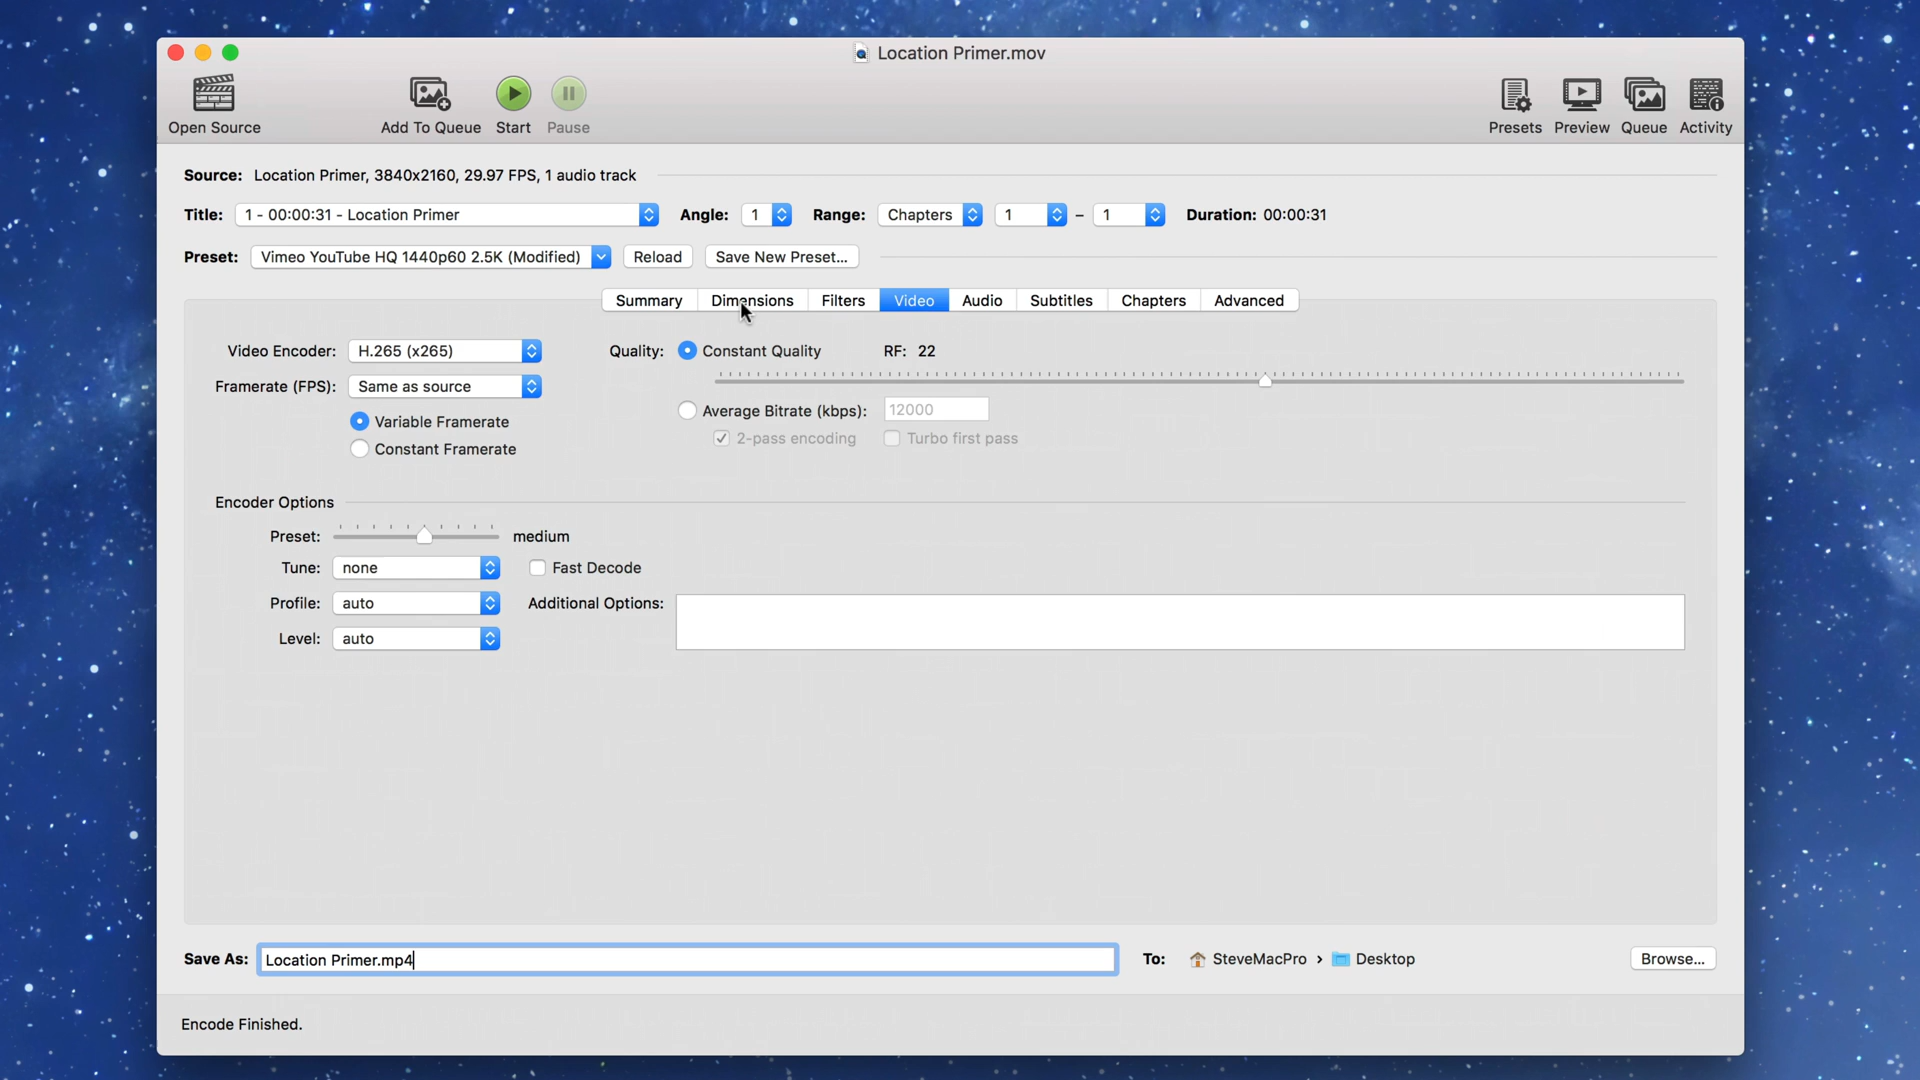 Location Primer.mov
Open Source Add To Queue Start Pause Presets Preview Queue Activity
Source: Location Primer, 3840x2160, 29.97 FPS, 1 audio track
Title: 1 - 00:00:31 - Location Primer Angle: 1 Range: Chapters 1 - 1 Duration: 00:00:31
Preset: Vimeo YouTube HQ 1440p60 2.5K (Modified) Reload Save New Preset...
Summary Dimensions Filters Video Audio Subtitles Chapters Advanced
Video Encoder: H.265 (x265) Quality: Constant Quality RF: 22
Framerate (FPS): Same as source
Variable Framerate Average Bitrate (kbps): 12000
Constant Framerate 2-pass encoding Turbo first pass
Encoder Options
Preset: medium
Tune: none Fast Decode
Profile: auto Additional Options:
Level: auto
Save As: Location Primer.mp4 To: SteveMacPro › Desktop Browse...
Encode Finished.